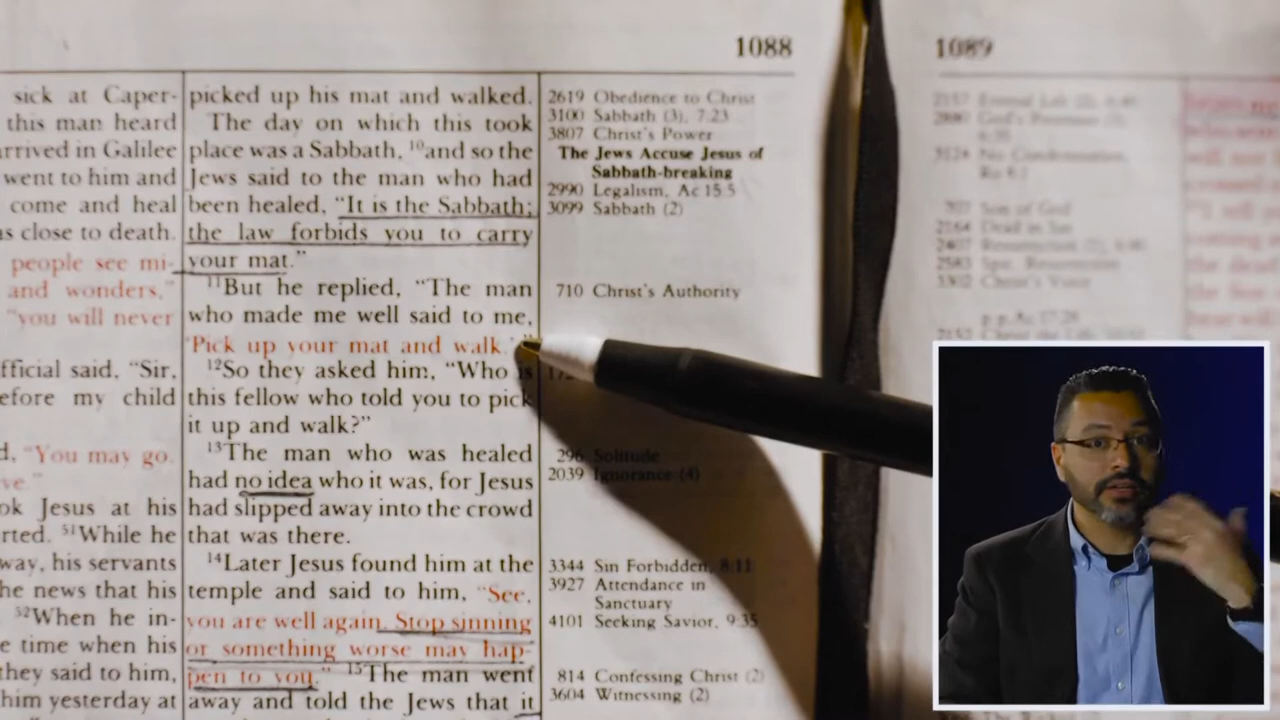 1088
1089
sick at Caper-
this man heard
arrived in Galilee
went to him and
come and heal
as close to death.
people see mi-
and wonders,"
"you will never
official said, "Sir,
before my child
"You may go.
ok Jesus at his
rted. 51While he
way, his servants
he news that his
52When he in-
e time when his
they said to him,
him yesterday at
picked up his mat and walked.
The day on which this took
place was a Sabbath, 10and so the
Jews said to the man who had
been healed, "It is the Sabbath;
the law forbids you to carry
your mat."
11But he replied, "The man
who made me well said to me,
'Pick up your mat and walk.' "
12So they asked him, "Who is
this fellow who told you to pick
it up and walk?"
13The man who was healed
had no idea who it was, for Jesus
had slipped away into the crowd
that was there.
14Later Jesus found him at the
temple and said to him, "See,
you are well again. Stop sinning
or something worse may hap-
pen to you." 15The man went
away and told the Jews that it
2619 Obedience to Christ
3100 Sabbath (3), 7:23
3807 Christ's Power
The Jews Accuse Jesus of
Sabbath-breaking
2990 Legalism, Ac 15:5
3099 Sabbath (2)
710 Christ's Authority
296 Solitude
2039 Ignorance (4)
3344 Sin Forbidden, 8:11
3927 Attendance in
Sanctuary
4101 Seeking Savior, 9:35
814 Confessing Christ (2)
3604 Witnessing (2)
No Condemnation,
Son of God
Dead in Sin